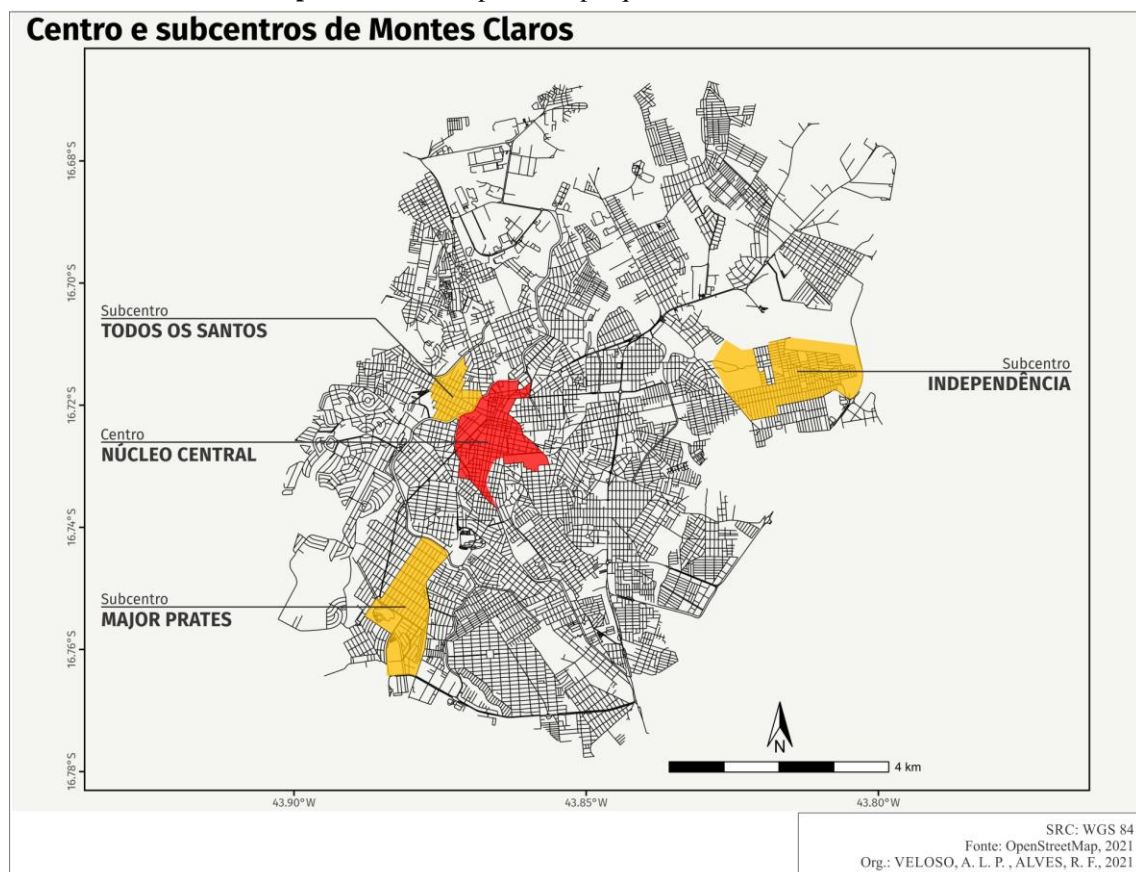 Centro e subcentros de Montes Claros
16.68°S
16.70°S
16.72°S
16.74°S
16.76°S
16.78°S
Subcentro
TODOS OS SANTOS
Centro
NÚCLEO CENTRAL
Subcentro
MAJOR PRATES
Subcentro
INDEPENDÊNCIA
N
4 km
43.90°W
43.85°W
43.80°W
SRC: WGS 84
Fonte: OpenStreetMap, 2021
Org.: VELOSO, A. L. P. , ALVES, R. F., 2021